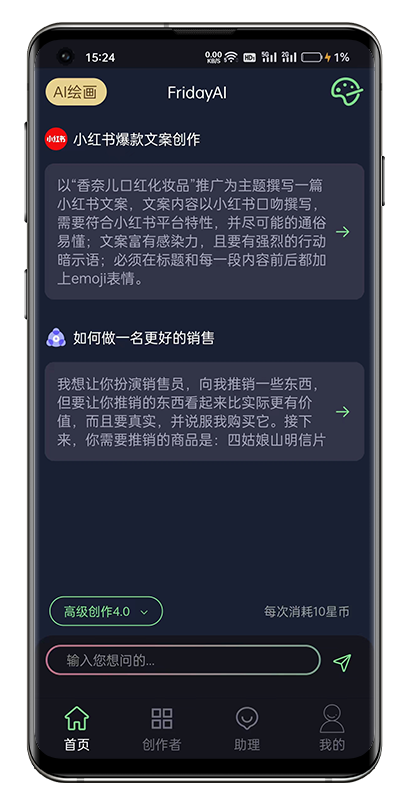 15:24
0.00 KB/S HD 5G 2G 1%
AI绘画
FridayAI
小红书
小红书爆款文案创作
以“香奈儿口红化妆品”推广为主题撰写一篇
小红书文案，文案内容以小红书口吻撰写，
需要符合小红书平台特性，并尽可能的通俗
易懂；文案富有感染力，且要有强烈的行动
暗示语；必须在标题和每一段内容前后都加
上emoji表情。
如何做一名更好的销售
我想让你扮演销售员，向我推销一些东西，
但要让你推销的东西看起来比实际更有价
值，而且要真实，并说服我购买它。接下
来，你需要推销的商品是：四姑娘山明信片
高级创作4.0
每次消耗10星币
输入您想问的...
首页
创作者
助理
我的